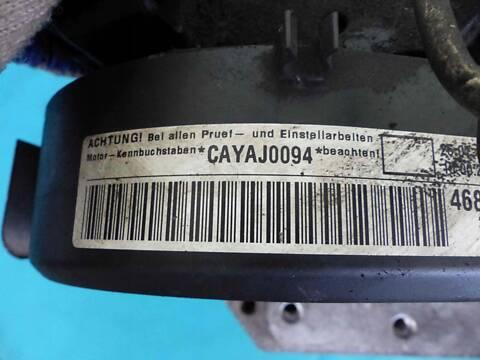 ACHTUNG! Bei allen Pruef- und Einstellarbeiten
Motor-Kennbuchstaben *CAYAJ0094* beachten!
468